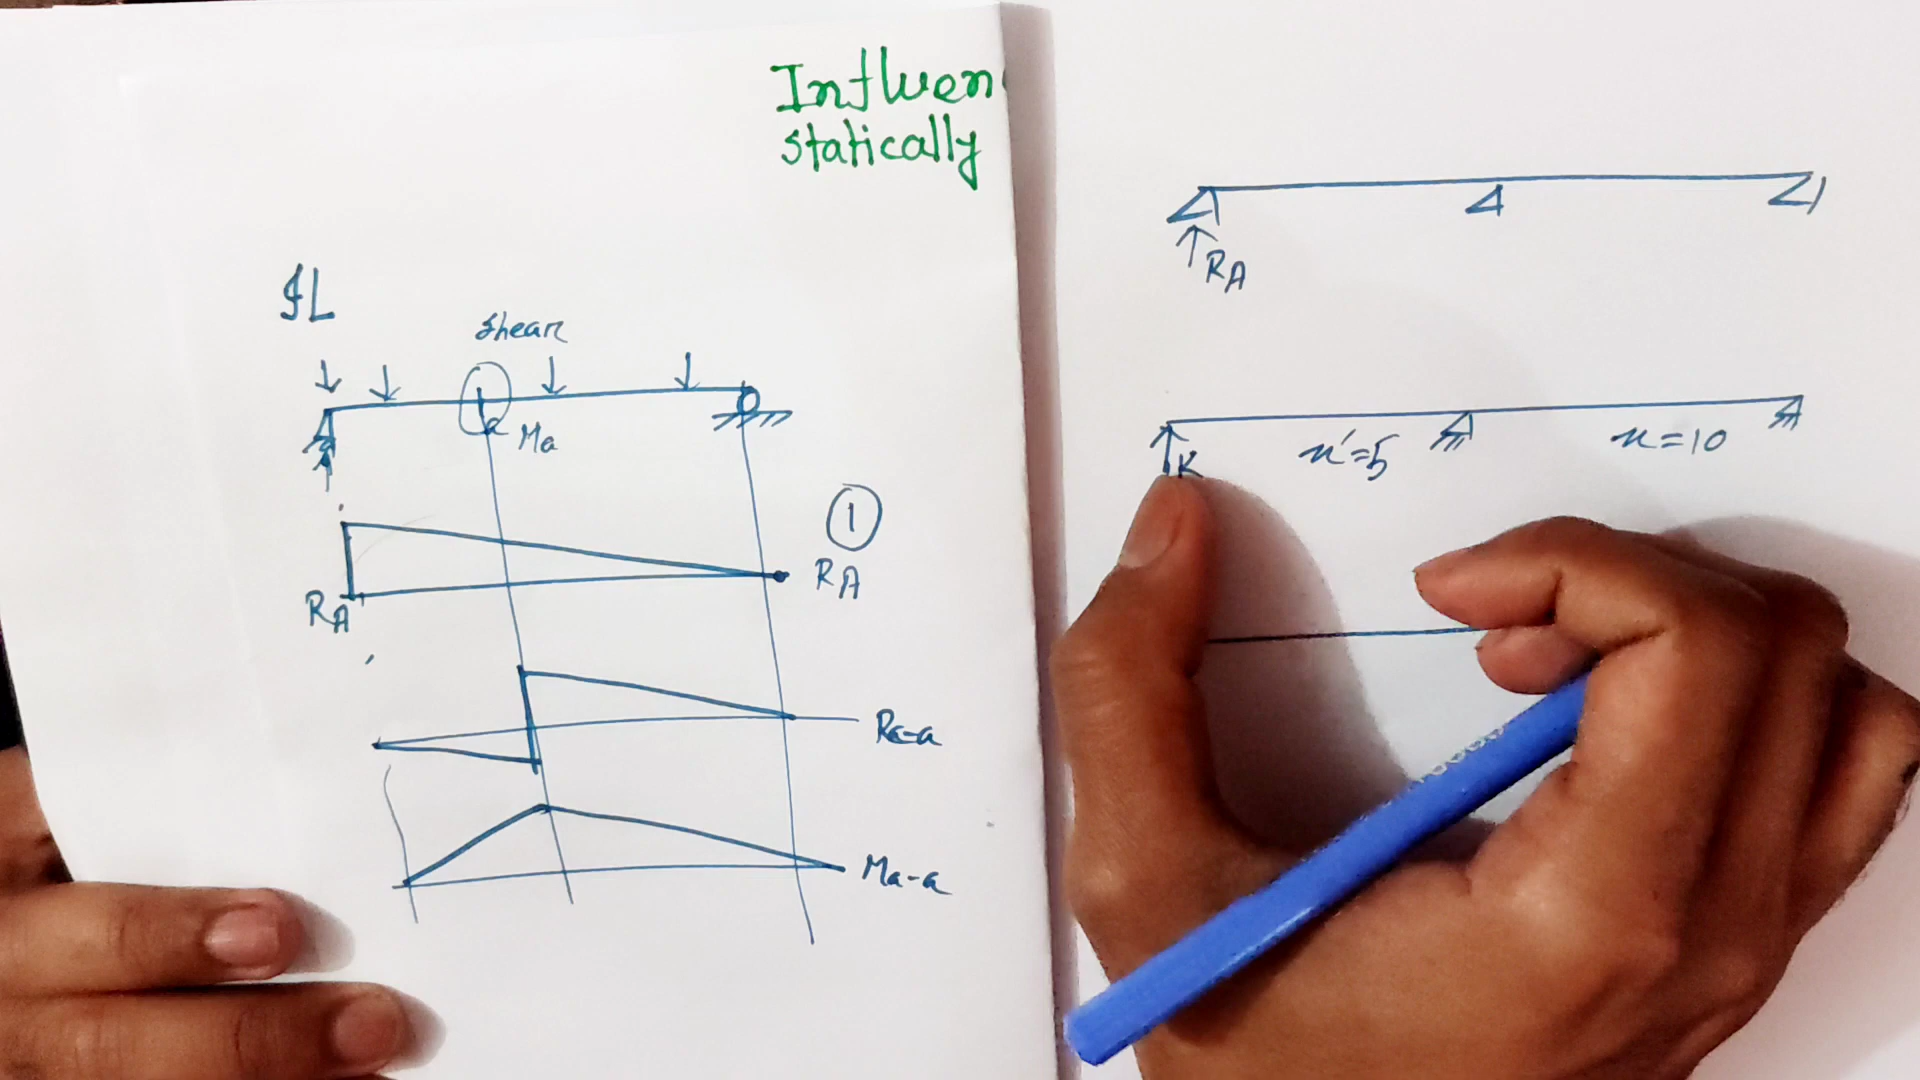 Influen
statically
IL
shear
a Ma
1
RA
RA
Ra-a
Ma-a
RA
x'=5
x=10